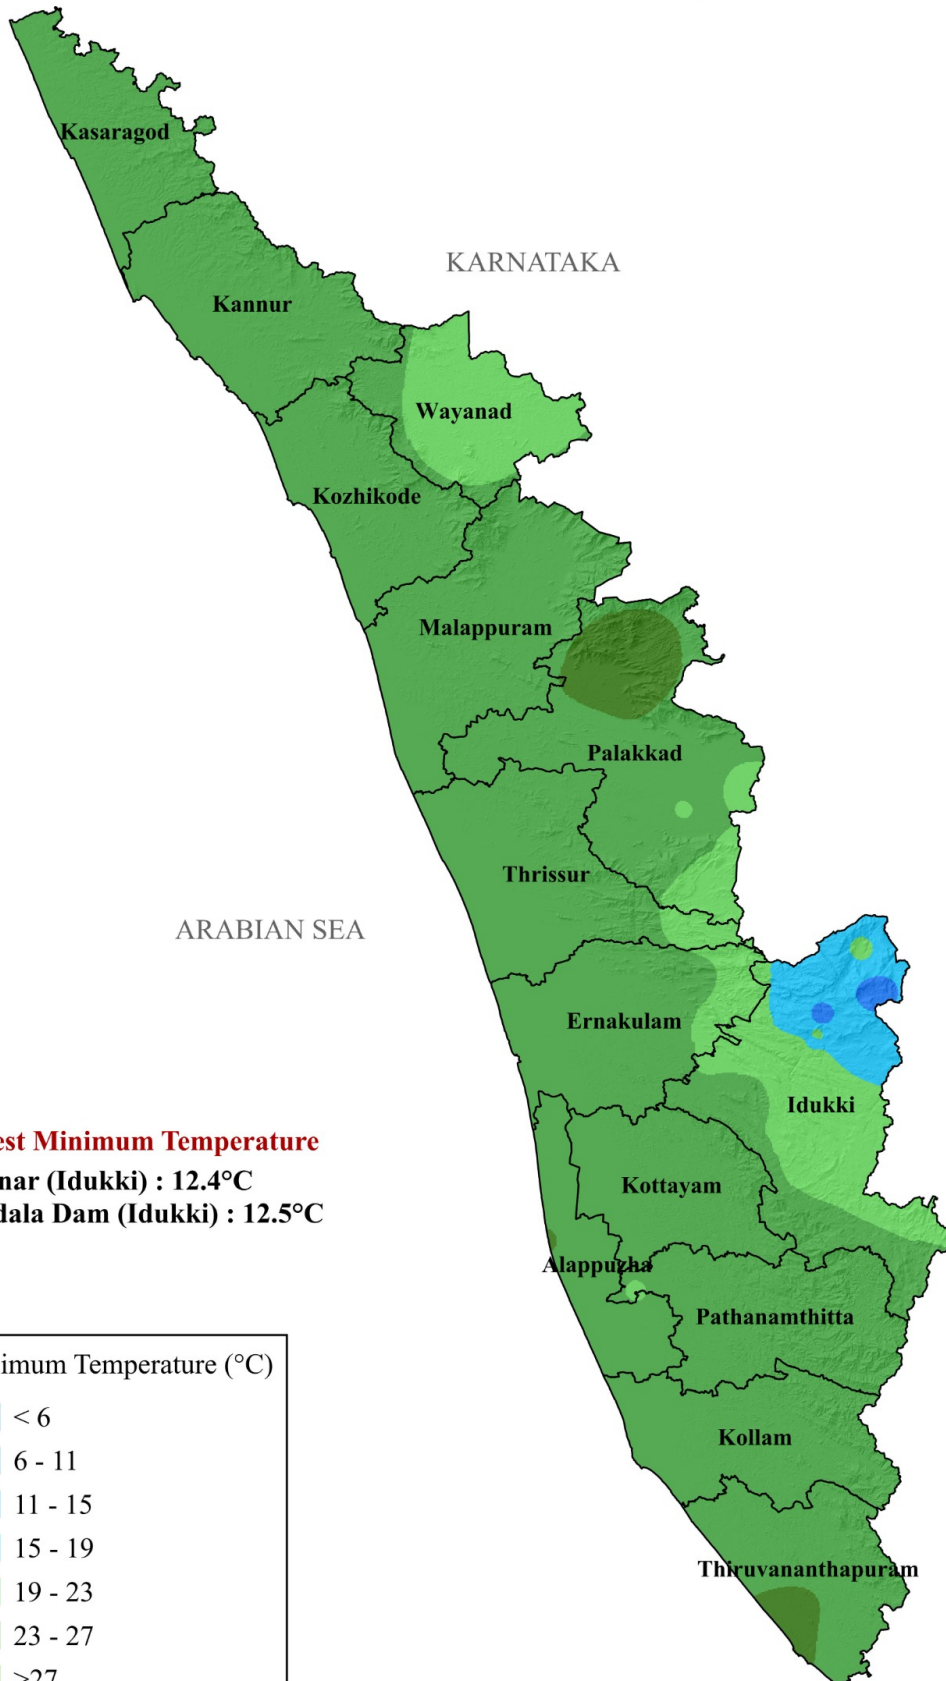 Kasaragod
KARNATAKA
Kannur
Wayanad
Kozhikode
Malappuram
Palakkad
Thrissur
ARABIAN SEA
Ernakulam
Idukki
est Minimum Temperature
nar (Idukki) : 12.4°C
dala Dam (Idukki) : 12.5°C
Kottayam
Alappuzha
Pathanamthitta
imum Temperature (°C)
< 6
6 - 11
11 - 15
15 - 19
19 - 23
23 - 27
>27
Kollam
Thiruvananthapuram